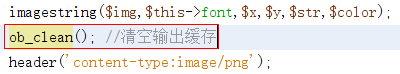 imagestring($img,$this->font,$x,$y,$str,$color);
ob_clean(); //清空输出缓存
header('content-type:image/png');